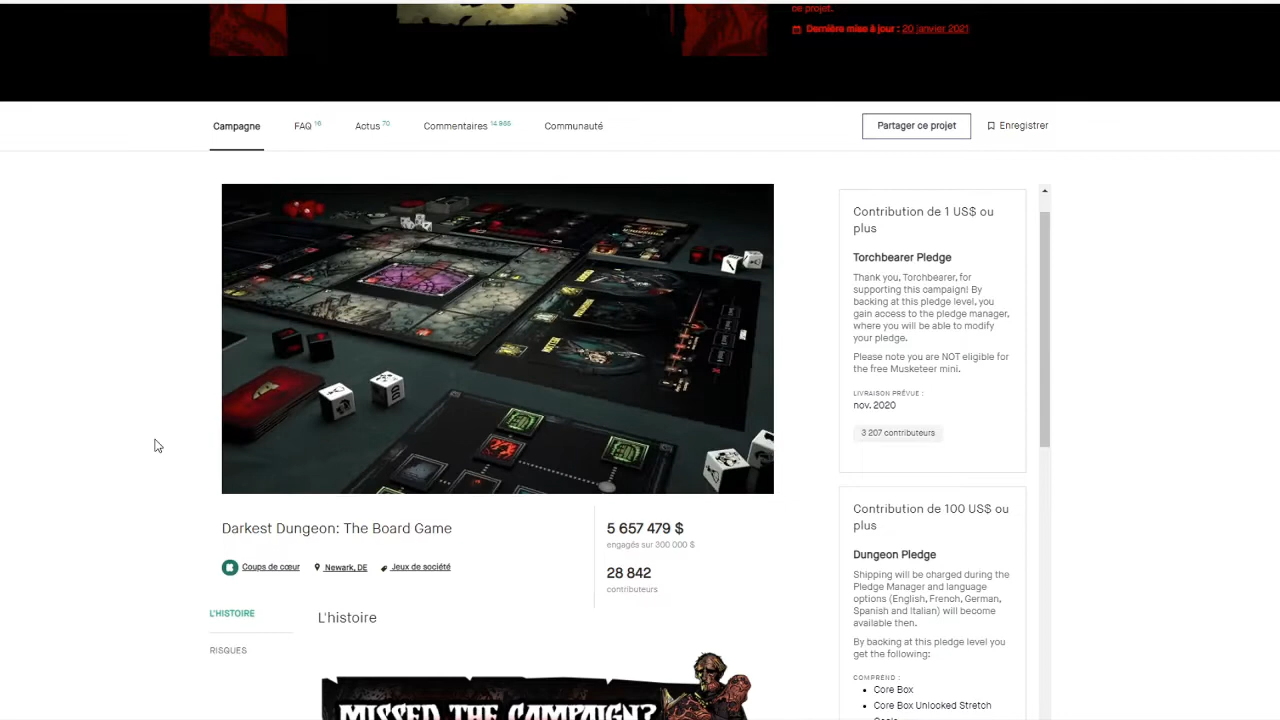 ce projet.
Dernière mise à jour : 20 janvier 2021
Campagne
FAQ 16
Actus 70
Commentaires 14 955
Communauté
Partager ce projet
Enregistrer
Darkest Dungeon: The Board Game
Coups de cœur
Newark, DE
Jeux de société
5 657 479 $
engagés sur 300 000 $
28 842
contributeurs
L'HISTOIRE
RISQUES
L'histoire
MISSED THE CAMPAIGN?
Contribution de 1 US$ ou
plus
Torchbearer Pledge
Thank you, Torchbearer, for
supporting this campaign! By
backing at this pledge level, you
gain access to the pledge manager,
where you will be able to modify
your pledge.
Please note you are NOT eligible for
the free Musketeer mini.
LIVRAISON PRÉVUE :
nov. 2020
3 207 contributeurs
Contribution de 100 US$ ou
plus
Dungeon Pledge
Shipping will be charged during the
Pledge Manager and language
options (English, French, German,
Spanish and Italian) will become
available then.
By backing at this pledge level you
get the following:
COMPREND :
Core Box
Core Box Unlocked Stretch